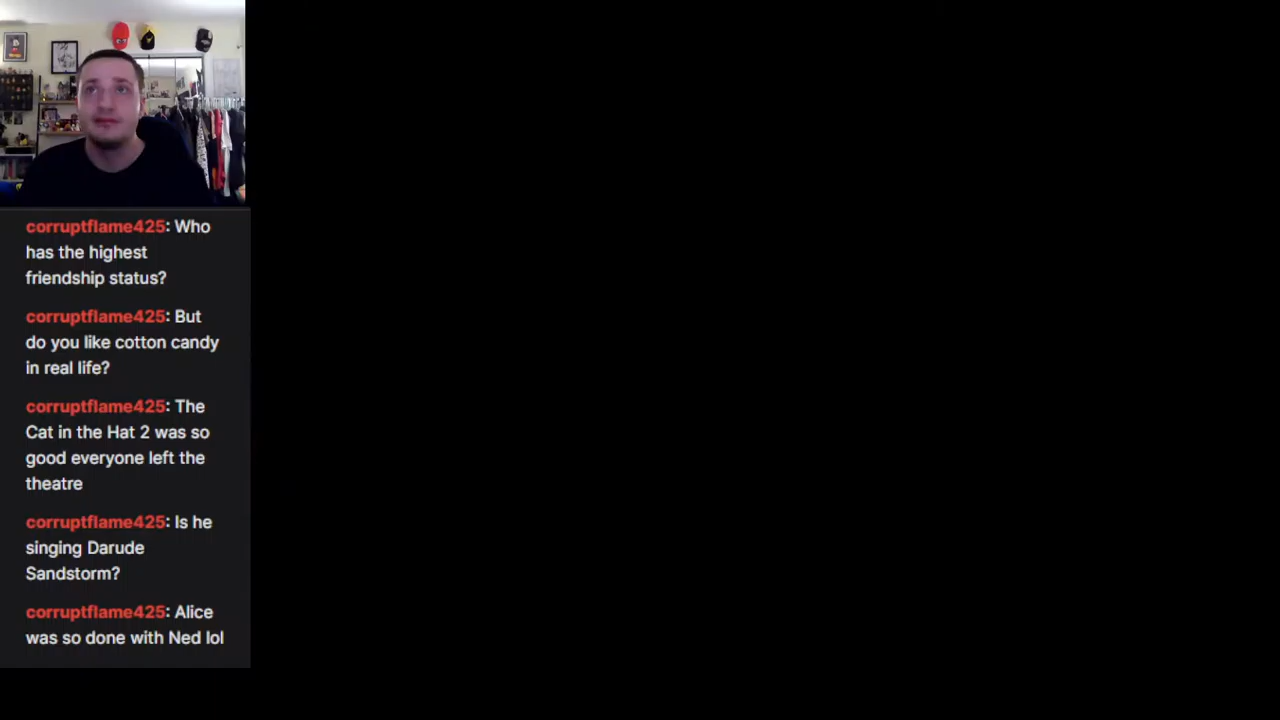 corruptflame425: Who
has the highest
friendship status?
corruptflame425: But
do you like cotton candy
in real life?
corruptflame425: The
Cat in the Hat 2 was so
good everyone left the
theatre
corruptflame425: Is he
singing Darude
Sandstorm?
corruptflame425: Alice
was so done with Ned lol